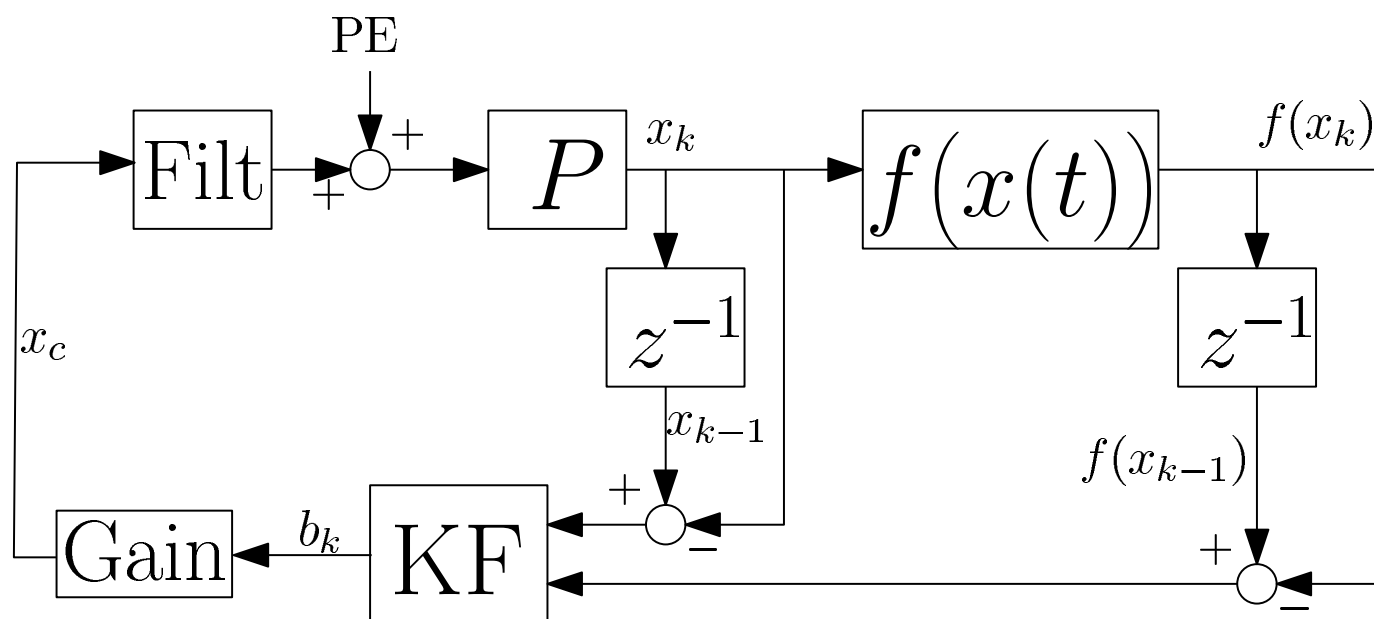 PE
Filt
+
+
P
x_k
f(x(t))
f(x_k)
z^{-1}
z^{-1}
x_c
x_{k-1}
f(x_{k-1})
+
−
+
−
Gain
b_k
KF